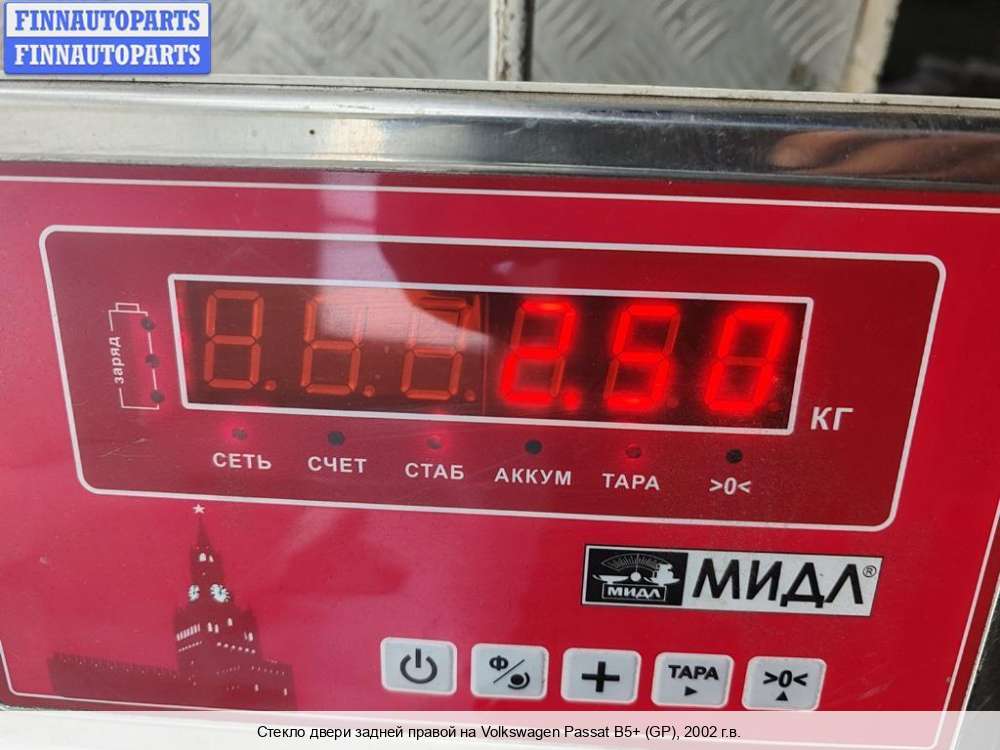 FINNAUTOPARTS
FINNAUTOPARTS
заряд
2.50
КГ
СЕТЬ СЧЕТ СТАБ АККУМ ТАРА >0<
МИДЛ МИДЛ®
Ф ТАРА >0<
Стекло двери задней правой на Volkswagen Passat B5+ (GP), 2002 г.в.